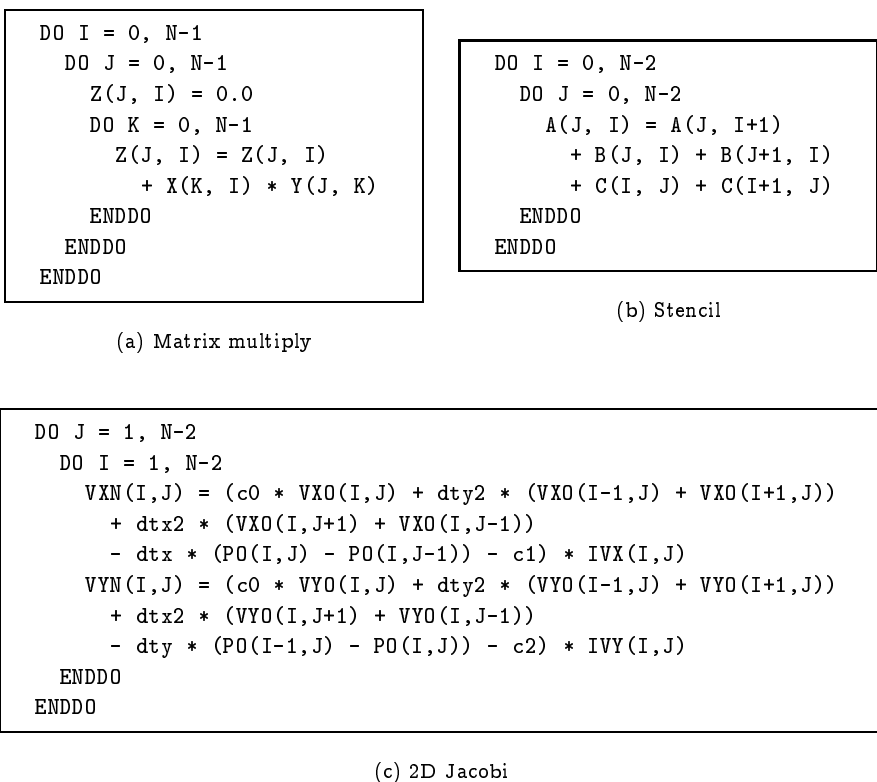 DO I = 0, N-1
DO J = 0, N-1
Z(J, I) = 0.0
DO K = 0, N-1
Z(J, I) = Z(J, I)
+ X(K, I) * Y(J, K)
ENDDO
ENDDO
ENDDO
(a) Matrix multiply
DO I = 0, N-2
DO J = 0, N-2
A(J, I) = A(J, I+1)
+ B(J, I) + B(J+1, I)
+ C(I, J) + C(I+1, J)
ENDDO
ENDDO
(b) Stencil
DO J = 1, N-2
DO I = 1, N-2
VXN(I,J) = (c0 * VXO(I,J) + dty2 * (VXO(I-1,J) + VXO(I+1,J))
+ dtx2 * (VXO(I,J+1) + VXO(I,J-1))
- dtx * (PO(I,J) - PO(I,J-1)) - c1) * IVX(I,J)
VYN(I,J) = (c0 * VYO(I,J) + dty2 * (VYO(I-1,J) + VYO(I+1,J))
+ dtx2 * (VYO(I,J+1) + VYO(I,J-1))
- dty * (PO(I-1,J) - PO(I,J)) - c2) * IVY(I,J)
ENDDO
ENDDO
(c) 2D Jacobi